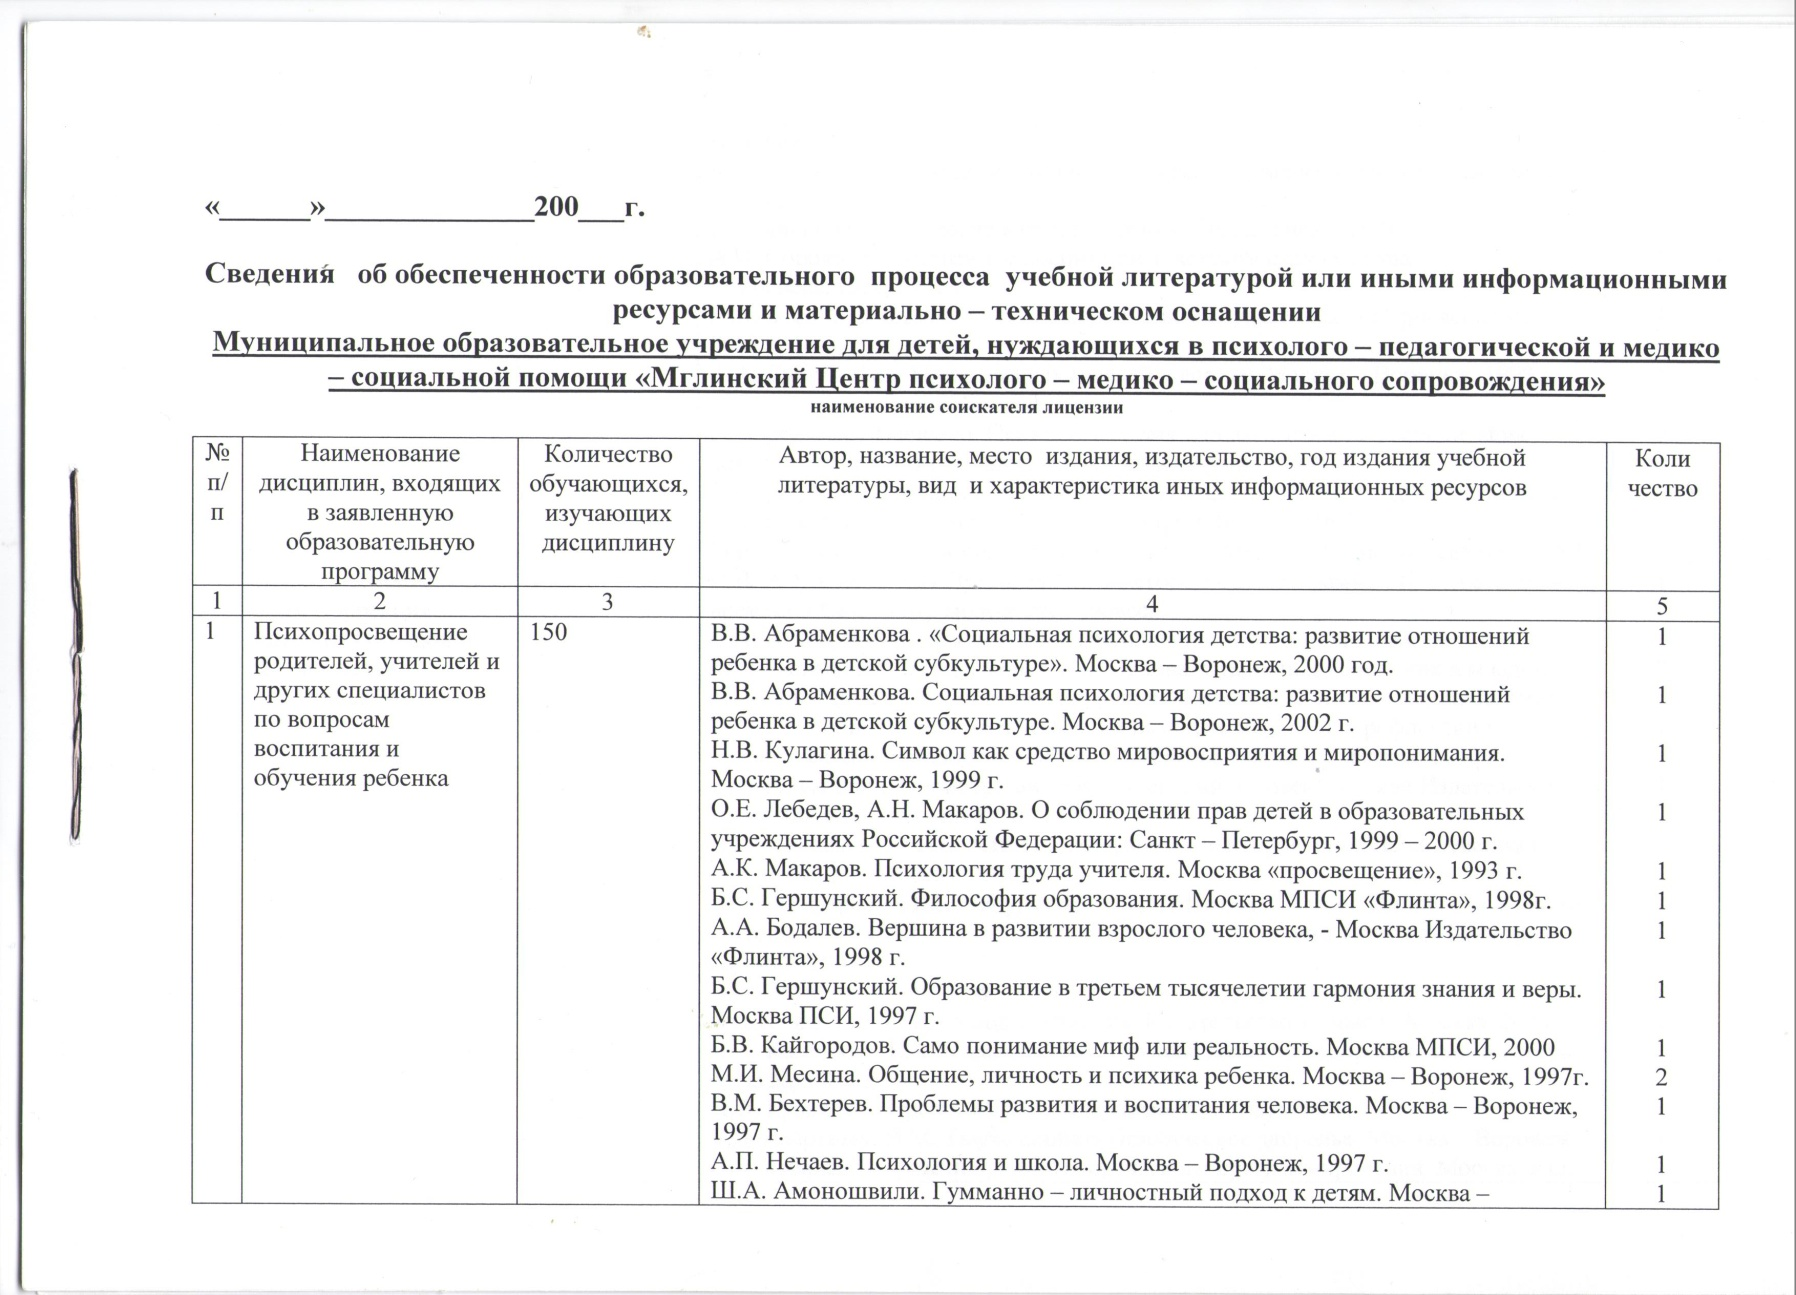 «______»______________200___г.
Сведения об обеспеченности образовательного процесса учебной литературой или иными информационными
ресурсами и материально – техническом оснащении
Муниципальное образовательное учреждение для детей, нуждающихся в психолого – педагогической и медико
– социальной помощи «Мглинский Центр психолого – медико – социального сопровождения»
наименование соискателя лицензии
№
п/
п
Наименование
дисциплин, входящих
в заявленную
образовательную
программу
Количество
обучающихся,
изучающих
дисциплину
Автор, название, место издания, издательство, год издания учебной
литературы, вид и характеристика иных информационных ресурсов
Коли
чество
1 2 3 4 5
1
Психопросвещение
родителей, учителей и
других специалистов
по вопросам
воспитания и
обучения ребенка
150
В.В. Абраменкова . «Социальная психология детства: развитие отношений 1
ребенка в детской субкультуре». Москва – Воронеж, 2000 год.
В.В. Абраменкова. Социальная психология детства: развитие отношений 1
ребенка в детской субкультуре. Москва – Воронеж, 2002 г.
Н.В. Кулагина. Символ как средство мировосприятия и миропонимания. 1
Москва – Воронеж, 1999 г.
О.Е. Лебедев, А.Н. Макаров. О соблюдении прав детей в образовательных 1
учреждениях Российской Федерации: Санкт – Петербург, 1999 – 2000 г.
А.К. Макаров. Психология труда учителя. Москва «просвещение», 1993 г. 1
Б.С. Гершунский. Философия образования. Москва МПСИ «Флинта», 1998г. 1
А.А. Бодалев. Вершина в развитии взрослого человека, - Москва Издательство 1
«Флинта», 1998 г.
Б.С. Гершунский. Образование в третьем тысячелетии гармония знания и веры. 1
Москва ПСИ, 1997 г.
Б.В. Кайгородов. Само понимание миф или реальность. Москва МПСИ, 2000 1
М.И. Месина. Общение, личность и психика ребенка. Москва – Воронеж, 1997г. 2
В.М. Бехтерев. Проблемы развития и воспитания человека. Москва – Воронеж, 1
1997 г.
А.П. Нечаев. Психология и школа. Москва – Воронеж, 1997 г. 1
Ш.А. Амоношвили. Гумманно – личностный подход к детям. Москва – 1